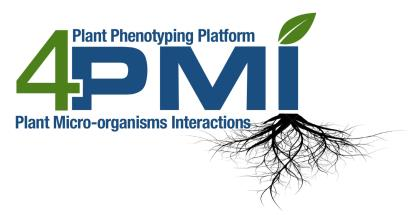 Plant Phenotyping Platform
4PMI
Plant Micro-organisms Interactions